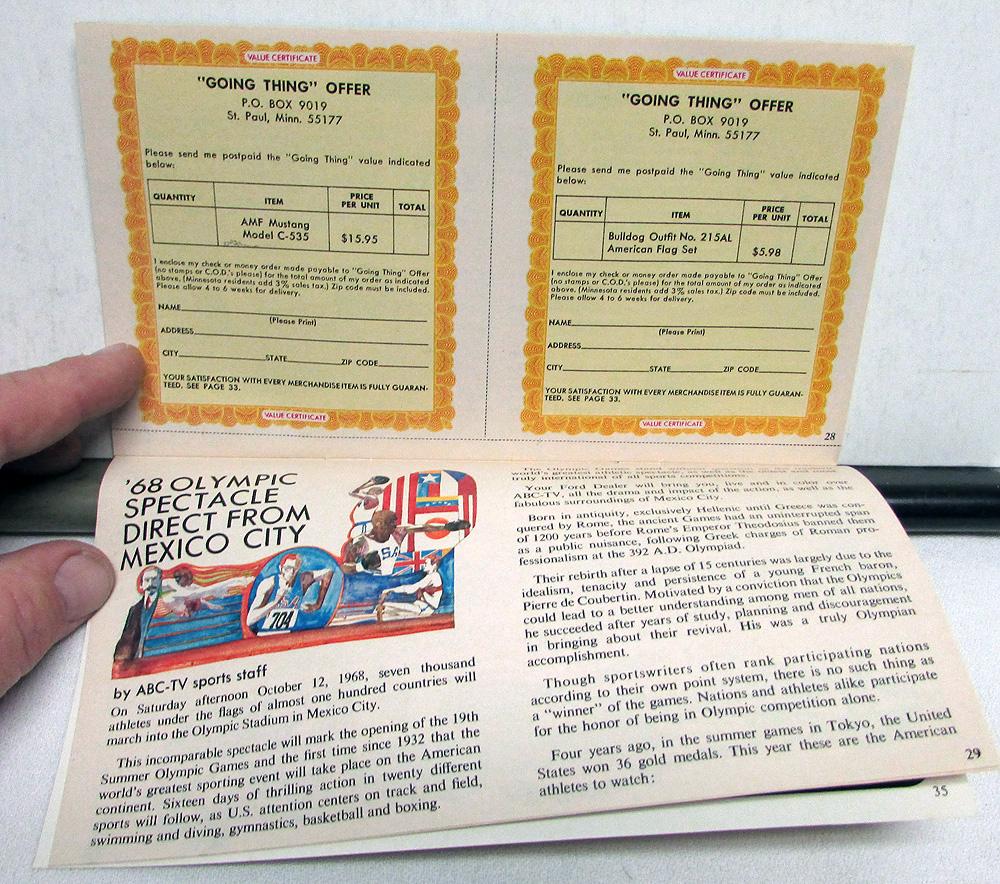 VALUE CERTIFICATE
"GOING THING" OFFER
P.O. BOX 9019
St. Paul, Minn. 55177
Please send me postpaid the "Going Thing" value indicated
below:
QUANTITY ITEM PRICE PER UNIT TOTAL
AMF Mustang
Model C-535 $15.95
I enclose my check or money order made payable to "Going Thing" Offer
(no stamps or C.O.D.'s please) for the total amount of my order as indicated
above. (Minnesota residents add 3% sales tax.) Zip code must be included.
Please allow 4 to 6 weeks for delivery.
NAME
(Please Print)
ADDRESS
CITY STATE ZIP CODE
YOUR SATISFACTION WITH EVERY MERCHANDISE ITEM IS FULLY GUARAN-
TEED. SEE PAGE 33.
VALUE CERTIFICATE
VALUE CERTIFICATE
"GOING THING" OFFER
P.O. BOX 9019
St. Paul, Minn. 55177
Please send me postpaid the "Going Thing" value indicated
below:
QUANTITY ITEM PRICE PER UNIT TOTAL
Bulldog Outfit No. 215AL
American Flag Set $5.98
I enclose my check or money order made payable to "Going Thing" Offer
(no stamps or C.O.D.'s please) for the total amount of my order as indicated
above. (Minnesota residents add 3% sales tax.) Zip code must be included.
Please allow 4 to 6 weeks for delivery.
NAME
(Please Print)
ADDRESS
CITY STATE ZIP CODE
YOUR SATISFACTION WITH EVERY MERCHANDISE ITEM IS FULLY GUARAN-
TEED. SEE PAGE 33.
VALUE CERTIFICATE
28
'68 OLYMPIC
SPECTACLE
DIRECT FROM
MEXICO CITY
704
by ABC-TV sports staff
On Saturday afternoon October 12, 1968, seven thousand
athletes under the flags of almost one hundred countries will
march into the Olympic Stadium in Mexico City.
This incomparable spectacle will mark the opening of the 19th
Summer Olympic Games and the first time since 1932 that the
world's greatest sporting event will take place on the American
continent. Sixteen days of thrilling action in twenty different
sports will follow, as U.S. attention centers on track and field,
swimming and diving, gymnastics, basketball and boxing.
The Olympic Games
world's greatest athletic spectacle, as well as the
truly international of all sports competitions.
Your Ford Dealer will bring you, live and in color over
ABC-TV, all the drama and impact of the action, as well as the
fabulous surroundings of Mexico City.
Born in antiquity, exclusively Hellenic until Greece was con-
quered by Rome, the ancient Games had an uninterrupted span
of 1200 years before Rome's Emperor Theodosius banned them
as a public nuisance, following Greek charges of Roman pro-
fessionalism at the 392 A.D. Olympiad.
Their rebirth after a lapse of 15 centuries was largely due to the
idealism, tenacity and persistence of a young French baron,
Pierre de Coubertin. Motivated by a conviction that the Olympics
could lead to a better understanding among men of all nations,
he succeeded after years of study, planning and discouragement
in bringing about their revival. His was a truly Olympian
accomplishment.
Though sportswriters often rank participating nations
according to their own point system, there is no such thing as
a "winner" of the games. Nations and athletes alike participate
for the honor of being in Olympic competition alone.
Four years ago, in the summer games in Tokyo, the United
States won 36 gold medals. This year these are the American
athletes to watch:
29
35